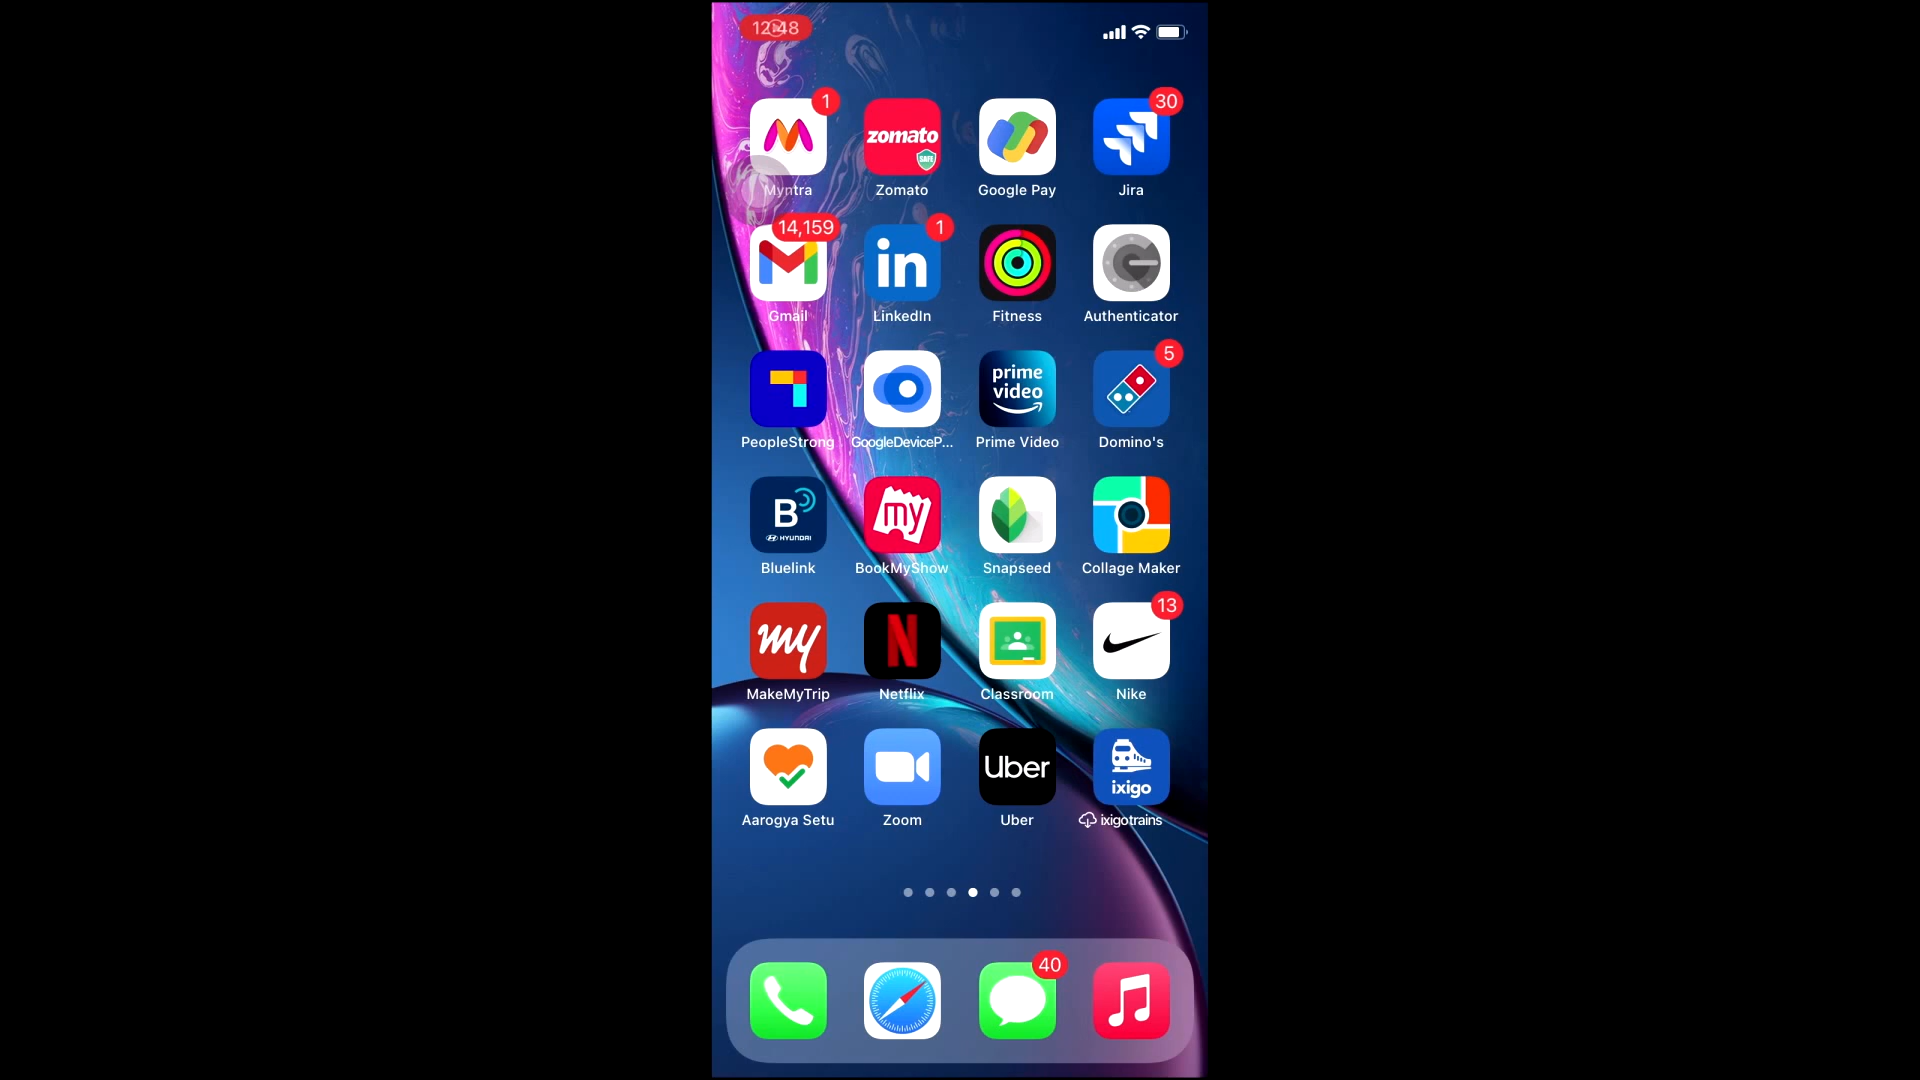 12:48
1
30
zomato
SAFE
Myntra Zomato Google Pay Jira
14,159
1
in
Gmail LinkedIn Fitness Authenticator
5
prime
video
PeopleStrong GoogleDeviceP... Prime Video Domino's
B
HYUNDAI
my
Bluelink BookMyShow Snapseed Collage Maker
13
my
N
MakeMyTrip Netflix Classroom Nike
Uber
ixigo
Aarogya Setu Zoom Uber ixigotrains
40